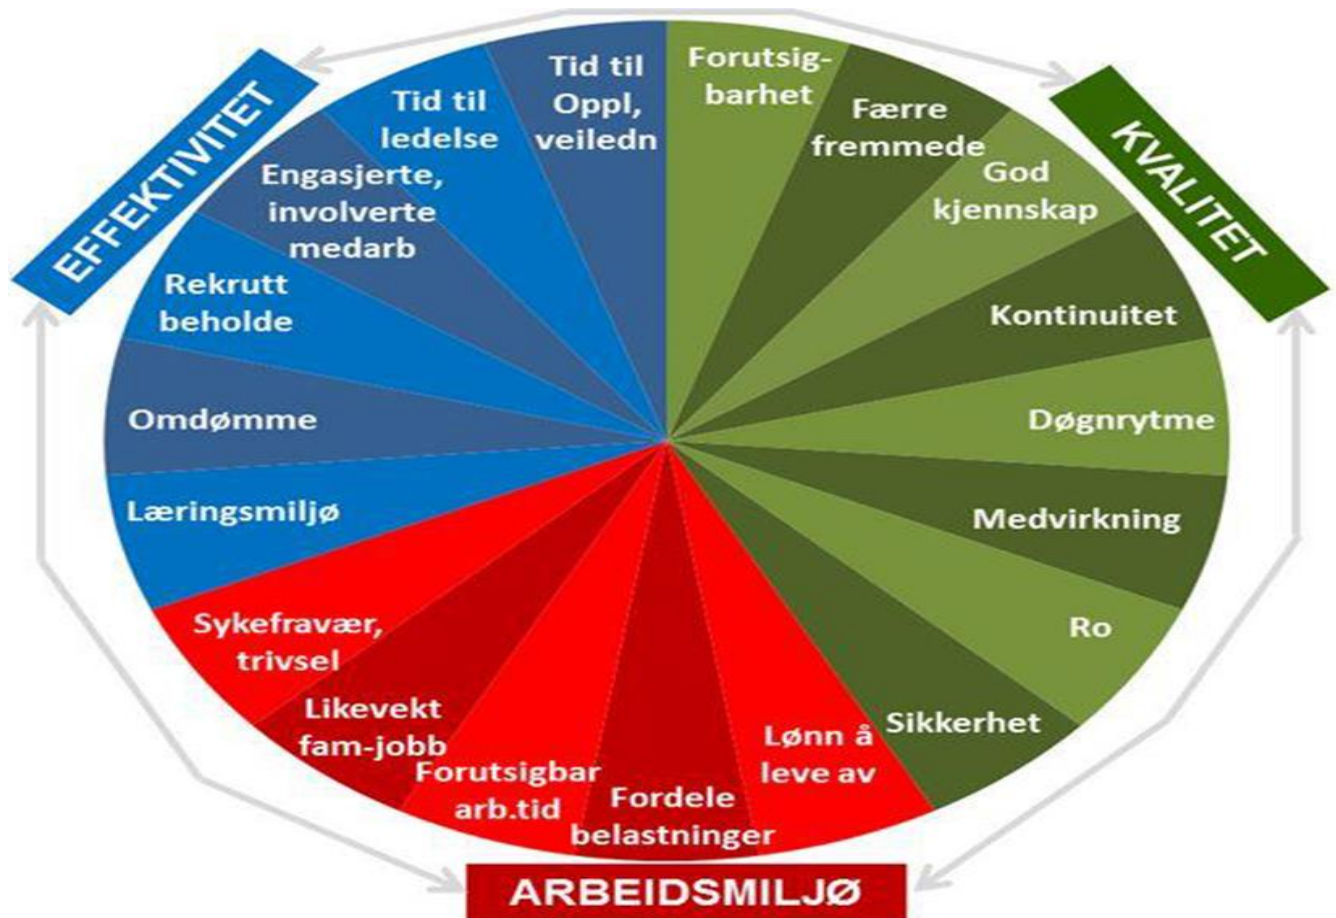 EFFEKTIVITET
KVALITET
ARBEIDSMILJØ
Forutsig-
barhet
Færre
fremmede
God
kjennskap
Kontinuitet
Døgnrytme
Medvirkning
Ro
Sikkerhet
Lønn å
leve av
Fordele
belastninger
Forutsigbar
arb.tid
Likevekt
fam-jobb
Sykefravær,
trivsel
Læringsmiljø
Omdømme
Rekrutt
beholde
Engasjerte,
involverte
medarb
Tid til
ledelse
Tid til
Oppl,
veiledn